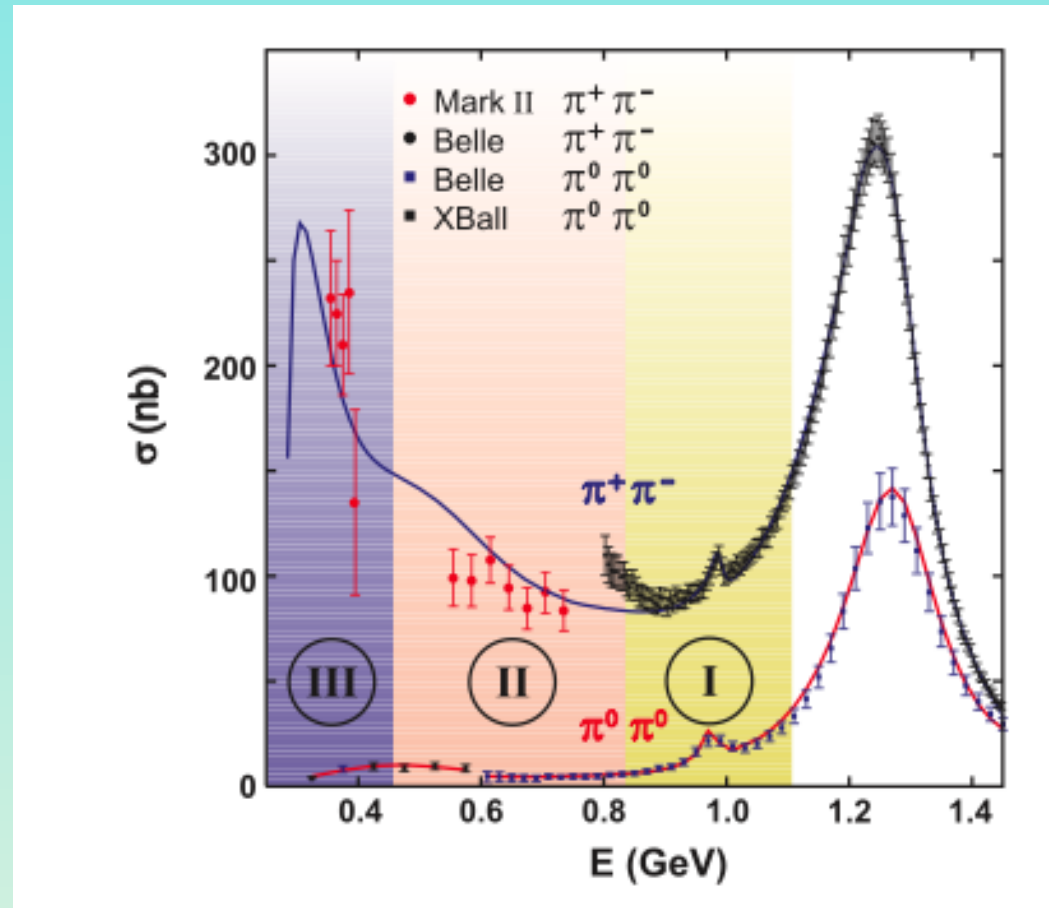 Mark II π⁺ π⁻
Belle π⁺ π⁻
Belle π⁰ π⁰
XBall π⁰ π⁰
300
200
100
0
σ (nb)
π⁺ π⁻
III
II
I
π⁰ π⁰
0.4 0.6 0.8 1.0 1.2 1.4
E (GeV)